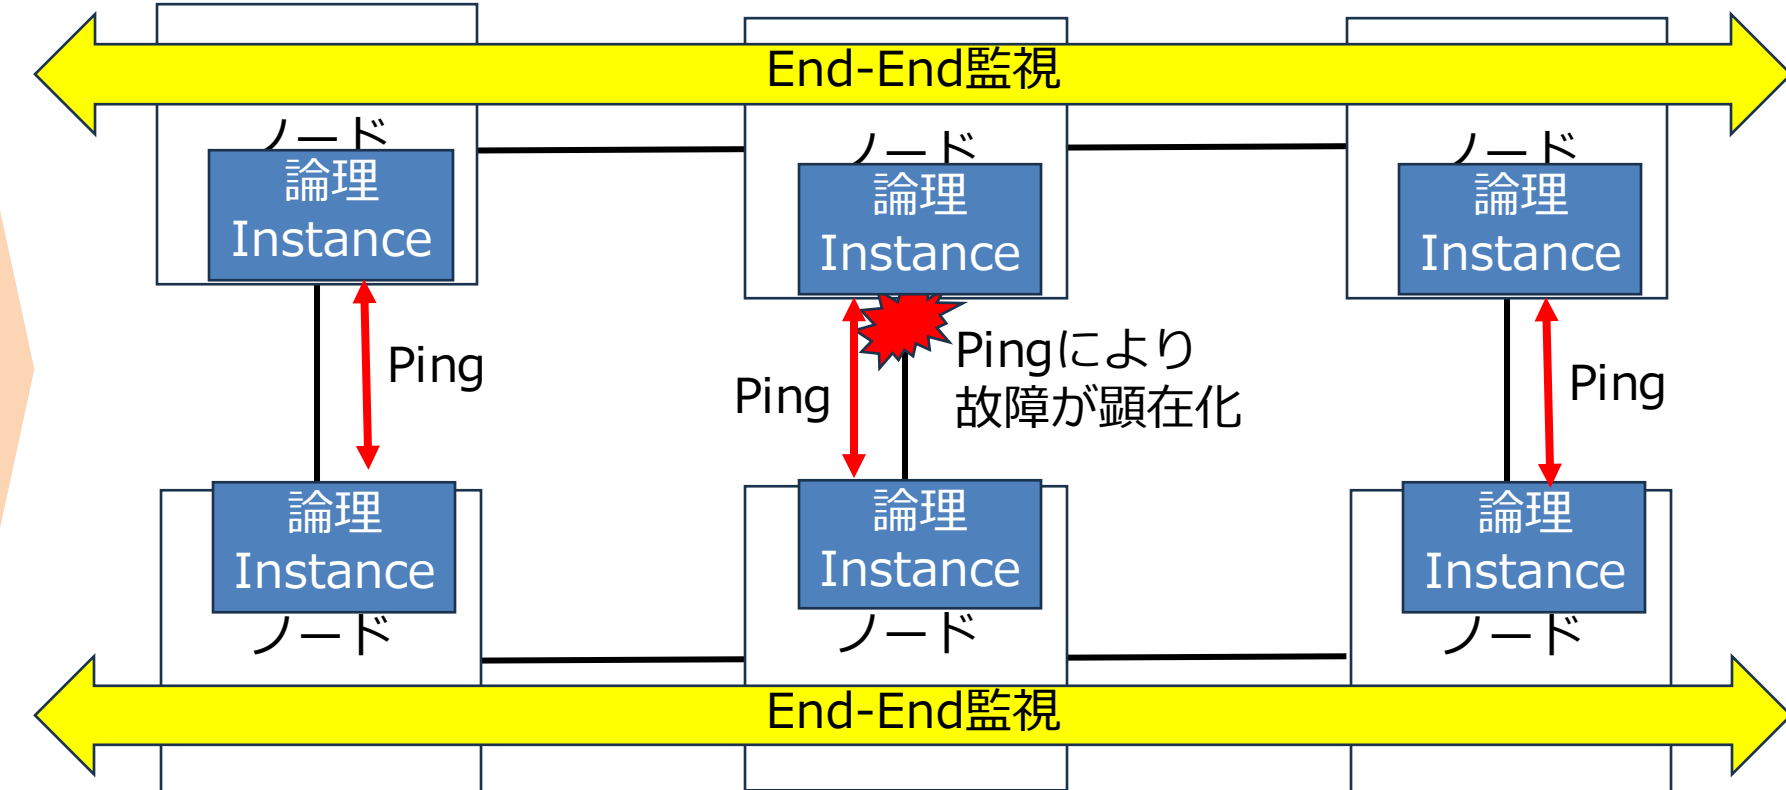 End-End監視
ノード
論理
Instance
ノード
論理
Instance
ノード
論理
Instance
Ping
Ping
Pingにより
故障が顕在化
Ping
論理
Instance
ノード
論理
Instance
ノード
論理
Instance
ノード
End-End監視